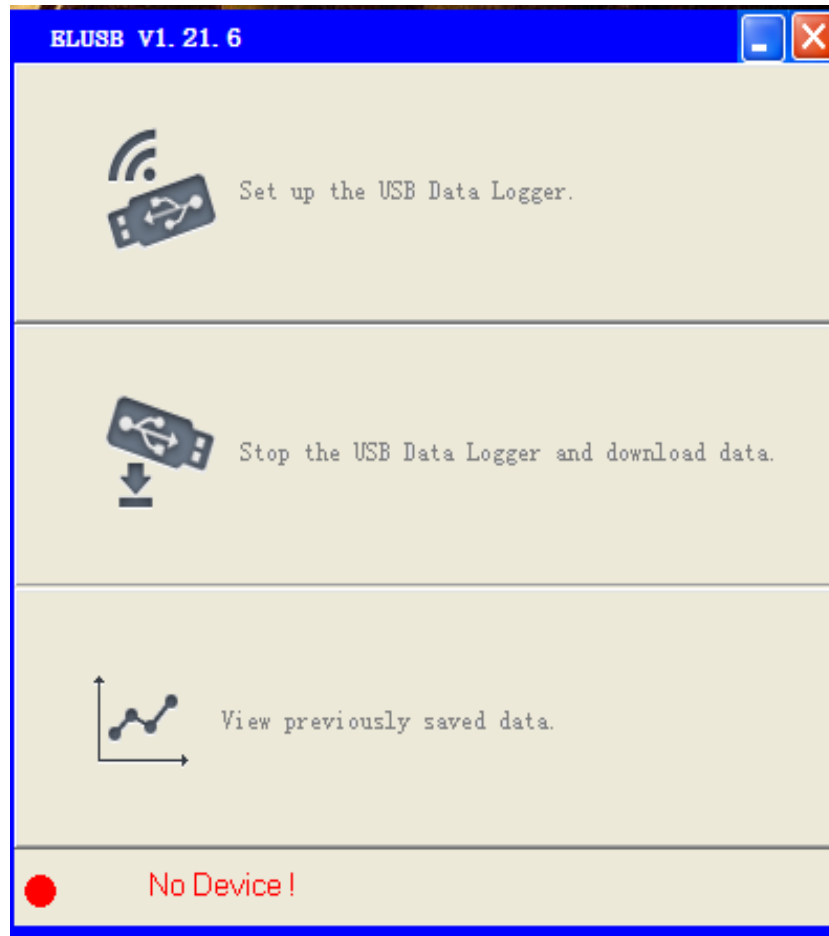 ELUSB V1.21.6
Set up the USB Data Logger.
Stop the USB Data Logger and download data.
View previously saved data.
No Device !